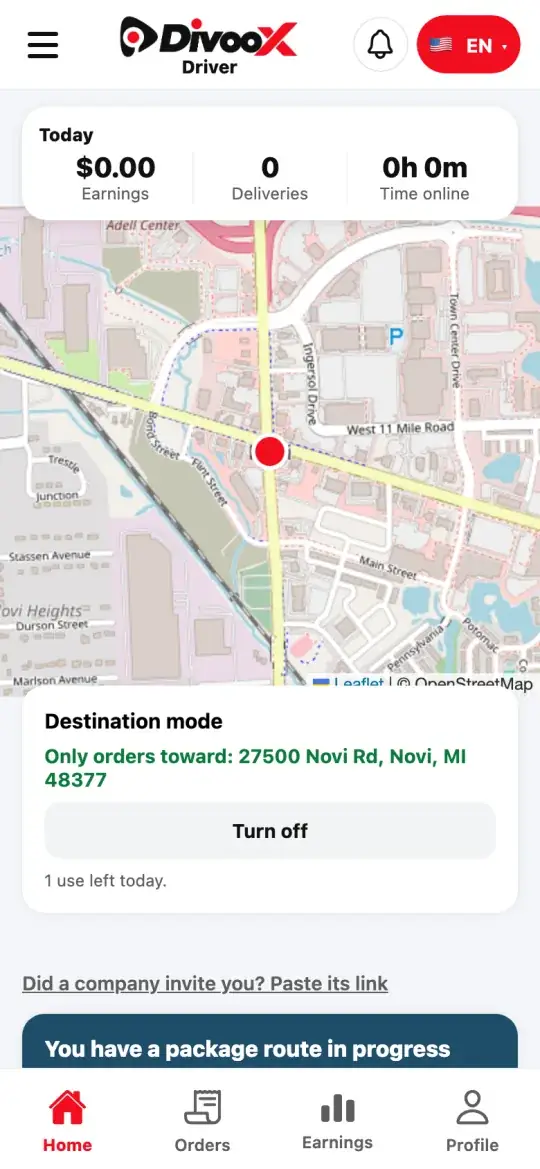 DivooX
Driver
EN
Today
$0.00
Earnings
0
Deliveries
0h 0m
Time online
Adell Center
Town Center Drive
P
Ingersol Drive
West 11 Mile Road
Bond Street
Flint Street
Trestle
Junction
Stassen Avenue
Main Street
ovi Heights
Durson Street
Pennsylvania
Potomac
Co
Marlson Avenue
Leaflet | © OpenStreetMap
Destination mode
Only orders toward: 27500 Novi Rd, Novi, MI
48377
Turn off
1 use left today.
Did a company invite you? Paste its link
You have a package route in progress
Home
Orders
Earnings
Profile